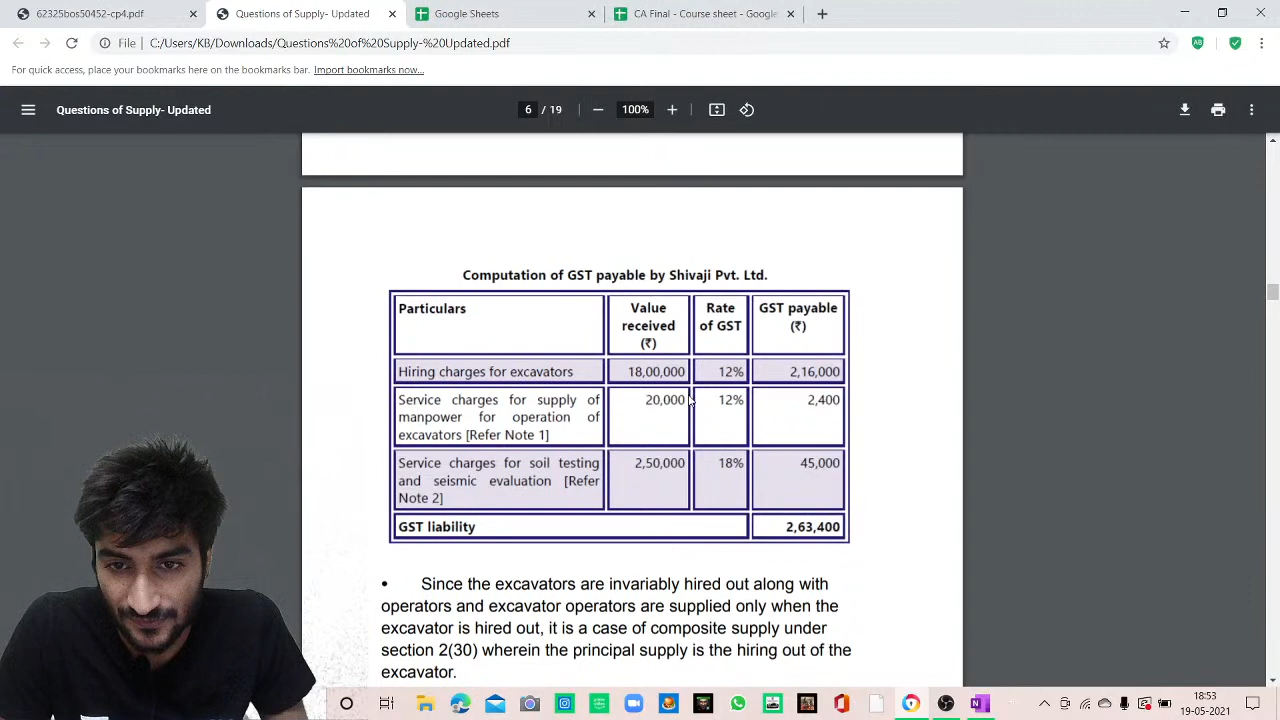 62325bos50452-cp4.pdf
Questions of Supply- Updated
Google Sheets
CA Final - Course sheet - Google
File
C:/Users/KB/Downloads/Questions%20of%20Supply-%20Updated.pdf
For quick access, place your bookmarks here on the bookmarks bar. Import bookmarks now...
Questions of Supply- Updated
6 / 19
100%
Computation of GST payable by Shivaji Pvt. Ltd.
Particulars
Value received (₹)
Rate of GST
GST payable (₹)
Hiring charges for excavators 18,00,000 12% 2,16,000
Service charges for supply of 20,000 12% 2,400
manpower for operation of
excavators [Refer Note 1]
Service charges for soil testing 2,50,000 18% 45,000
and seismic evaluation [Refer
Note 2]
GST liability 2,63,400
• Since the excavators are invariably hired out along with
operators and excavator operators are supplied only when the
excavator is hired out, it is a case of composite supply under
section 2(30) wherein the principal supply is the hiring out of the
excavator.
18:53
19-05-2021